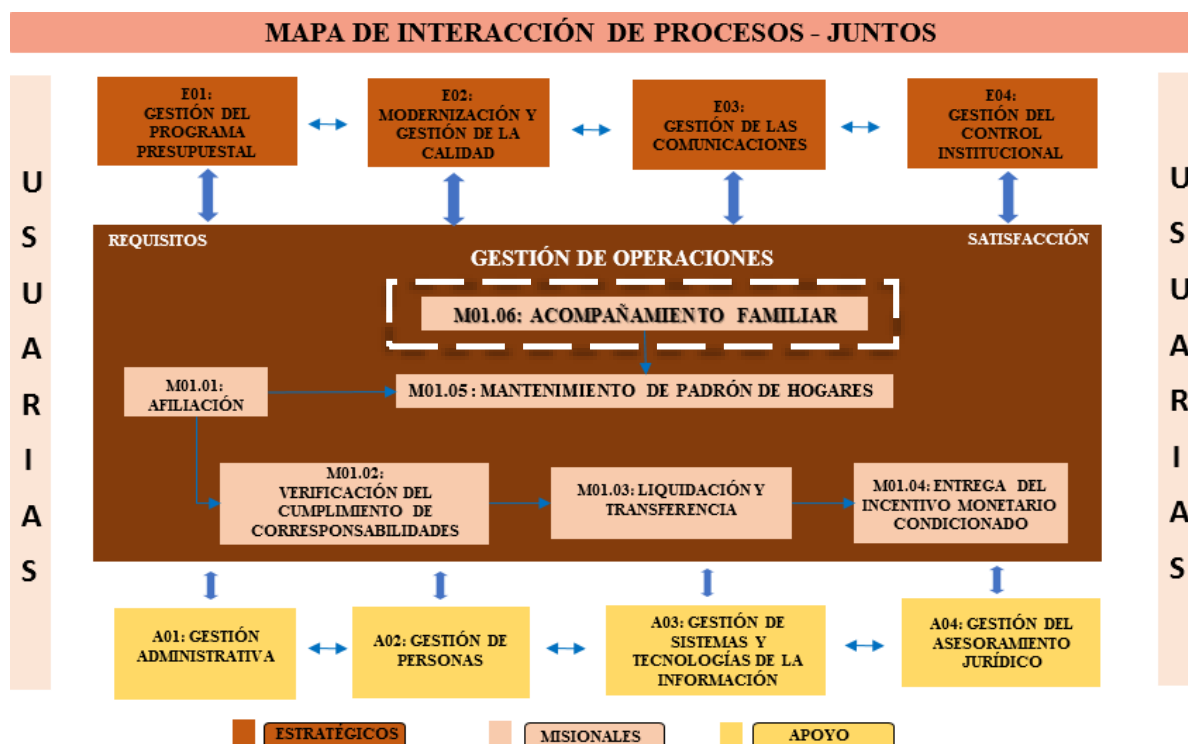 MAPA DE INTERACCIÓN DE PROCESOS - JUNTOS
USUARIAS
E01:
GESTIÓN DEL
PROGRAMA
PRESUPUESTAL
E02:
MODERNIZACIÓN Y
GESTIÓN DE LA
CALIDAD
E03:
GESTIÓN DE LAS
COMUNICACIONES
E04:
GESTIÓN DEL
CONTROL
INSTITUCIONAL
REQUISITOS
SATISFACCIÓN
GESTIÓN DE OPERACIONES
M01.06: ACOMPAÑAMIENTO FAMILIAR
M01.01:
AFILIACIÓN
M01.05 : MANTENIMIENTO DE PADRÓN DE HOGARES
M01.02:
VERIFICACIÓN DEL
CUMPLIMIENTO DE
CORRESPONSABILIDADES
M01.03: LIQUIDACIÓN Y
TRANSFERENCIA
M01.04: ENTREGA DEL
INCENTIVO MONETARIO
CONDICIONADO
A01: GESTIÓN
ADMINISTRATIVA
A02: GESTIÓN DE
PERSONAS
A03: GESTIÓN DE
SISTEMAS Y
TECNOLOGÍAS DE LA
INFORMACIÓN
A04: GESTIÓN DEL
ASESORAMIENTO
JURÍDICO
USUARIAS
ESTRATÉGICOS
MISIONALES
APOYO